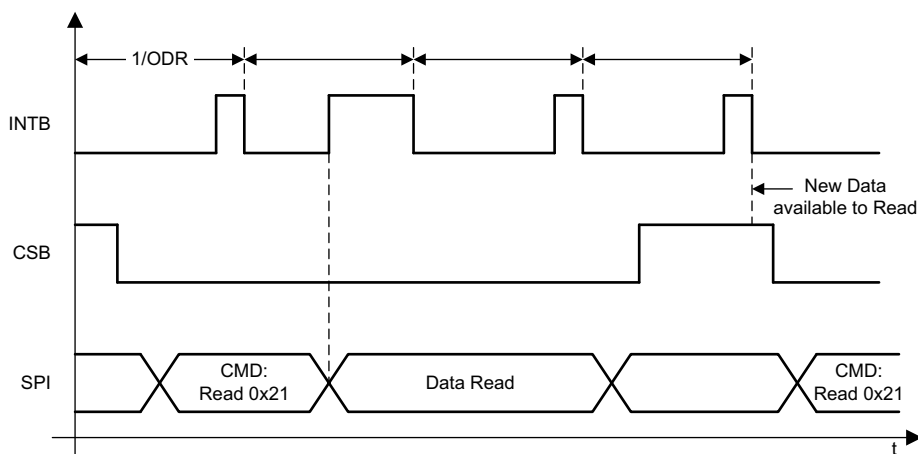 1/ODR
INTB
New Data
available to Read
CSB
SPI
CMD:
Read 0x21
Data Read
CMD:
Read 0x21
t